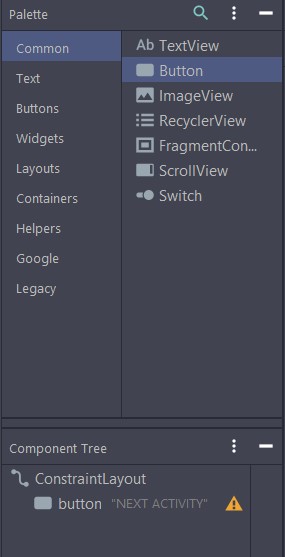 Palette
Common
Text
Buttons
Widgets
Layouts
Containers
Helpers
Google
Legacy
Ab TextView
Button
ImageView
RecyclerView
FragmentCon...
ScrollView
Switch
Component Tree
ConstraintLayout
button "NEXT ACTIVITY"